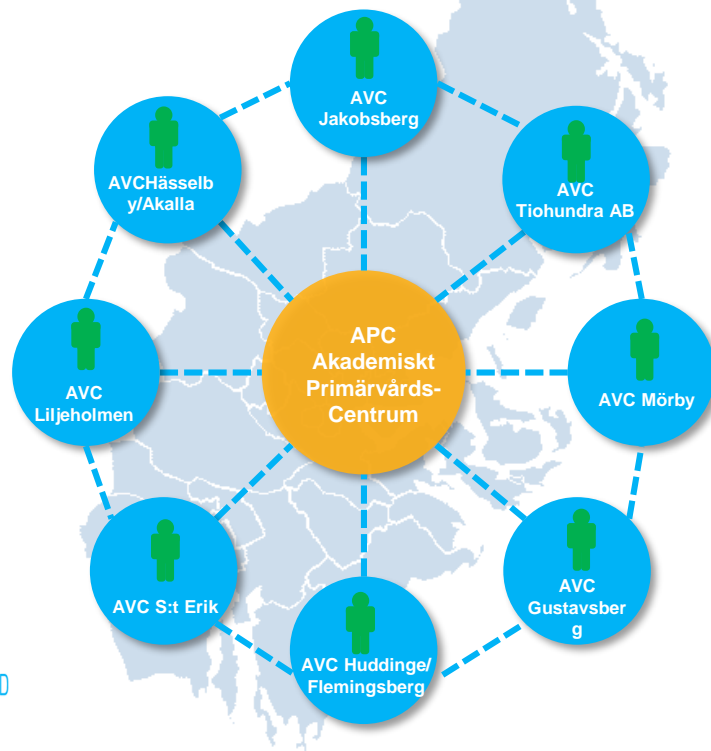 AVC
Jakobsberg
AVCHässelb
y/Akalla
AVC
Tiohundra AB
APC
Akademiskt
Primärvårds-
Centrum
AVC
Liljeholmen
AVC Mörby
AVC S:t Erik
AVC
Gustavsber
g
AVC Huddinge/
Flemingsberg
D